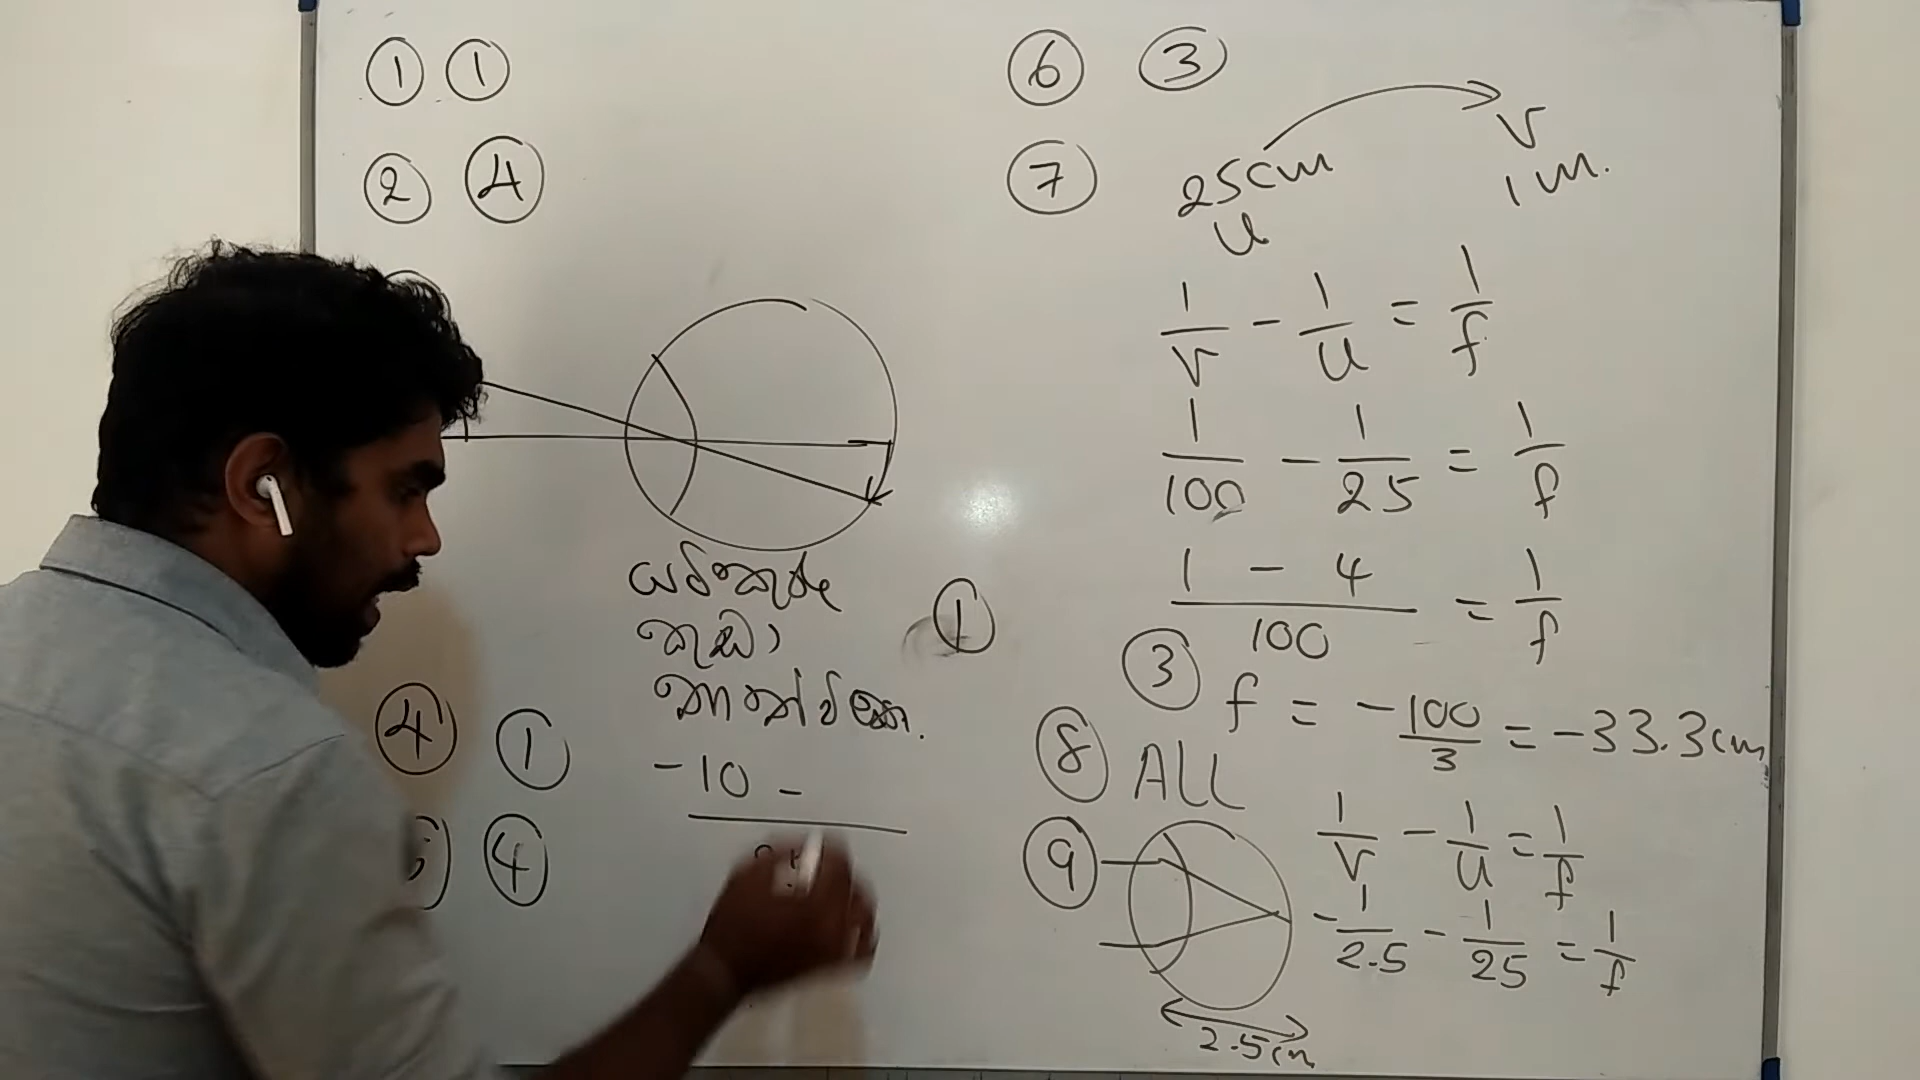 ① ①
② ④
යටිකුරු
කුඩා
තාත්වික.
①
④ ①
④
-10 -
⑥ ③
⑦ 25cm v
u 1m.
1/v - 1/u = 1/f
1/100 - 1/25 = 1/f
(1 - 4)/100 = 1/f
③ f = -100/3 = -33.3cm
⑧ ALL
⑨ 1/v - 1/u = 1/f
-1/2.5 - 1/25 = 1/f
2.5cm